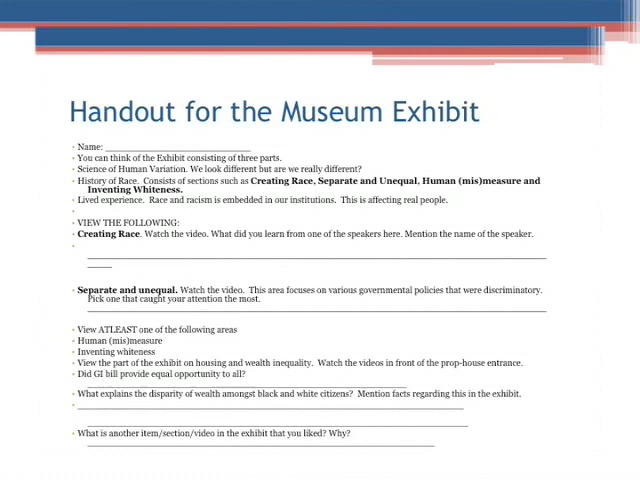 Handout for the Museum Exhibit
Name: ______________________________
You can think of the Exhibit consisting of three parts.
Science of Human Variation. We look different but are we really different?
History of Race. Consists of sections such as Creating Race, Separate and Unequal, Human (mis)measure and
Inventing Whiteness.
Lived experience. Race and racism is embedded in our institutions. This is affecting real people.
VIEW THE FOLLOWING:
Creating Race. Watch the video. What did you learn from one of the speakers here. Mention the name of the speaker.
Separate and unequal. Watch the video. This area focuses on various governmental policies that were discriminatory.
Pick one that caught your attention the most.
View ATLEAST one of the following areas
Human (mis)measure
Inventing whiteness
View the part of the exhibit on housing and wealth inequality. Watch the videos in front of the prop-house entrance.
Did GI bill provide equal opportunity to all?
What explains the disparity of wealth amongst black and white citizens? Mention facts regarding this in the exhibit.
What is another item/section/video in the exhibit that you liked? Why?